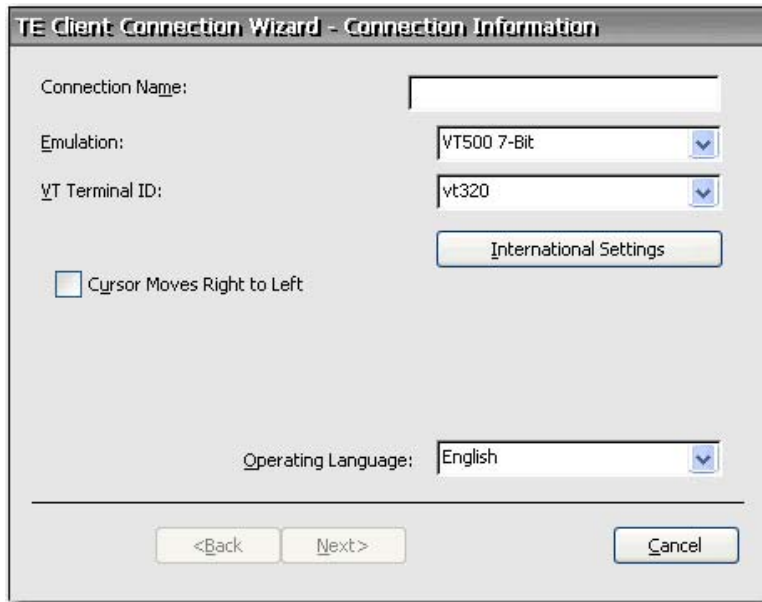 TE Client Connection Wizard - Connection Information
Connection Name:
Emulation: VT500 7-Bit
VT Terminal ID: vt320
International Settings
Cursor Moves Right to Left
Operating Language: English
<Back Next> Cancel